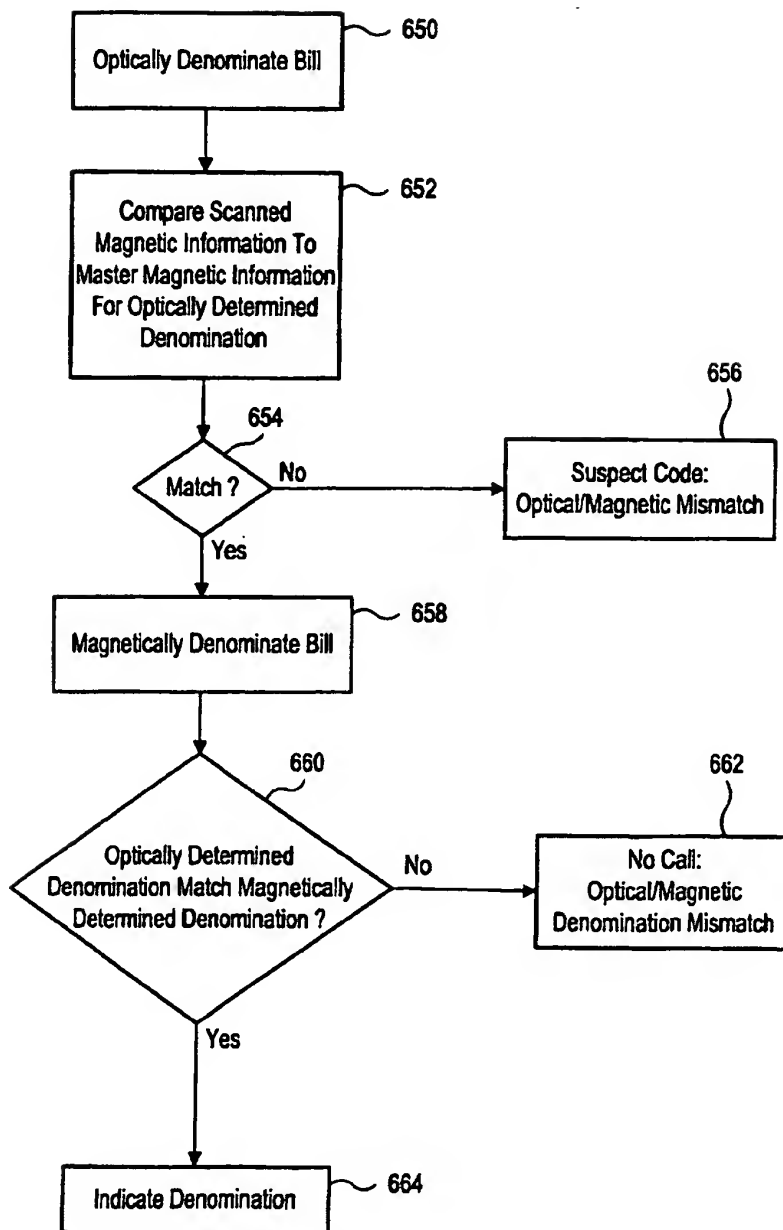 650
Optically Denominate Bill
652
Compare Scanned
Magnetic Information To
Master Magnetic Information
For Optically Determined
Denomination
654
Match ?
No
656
Suspect Code:
Optical/Magnetic Mismatch
Yes
658
Magnetically Denominate Bill
660
Optically Determined
Denomination Match Magnetically
Determined Denomination ?
No
662
No Call:
Optical/Magnetic
Denomination Mismatch
Yes
664
Indicate Denomination